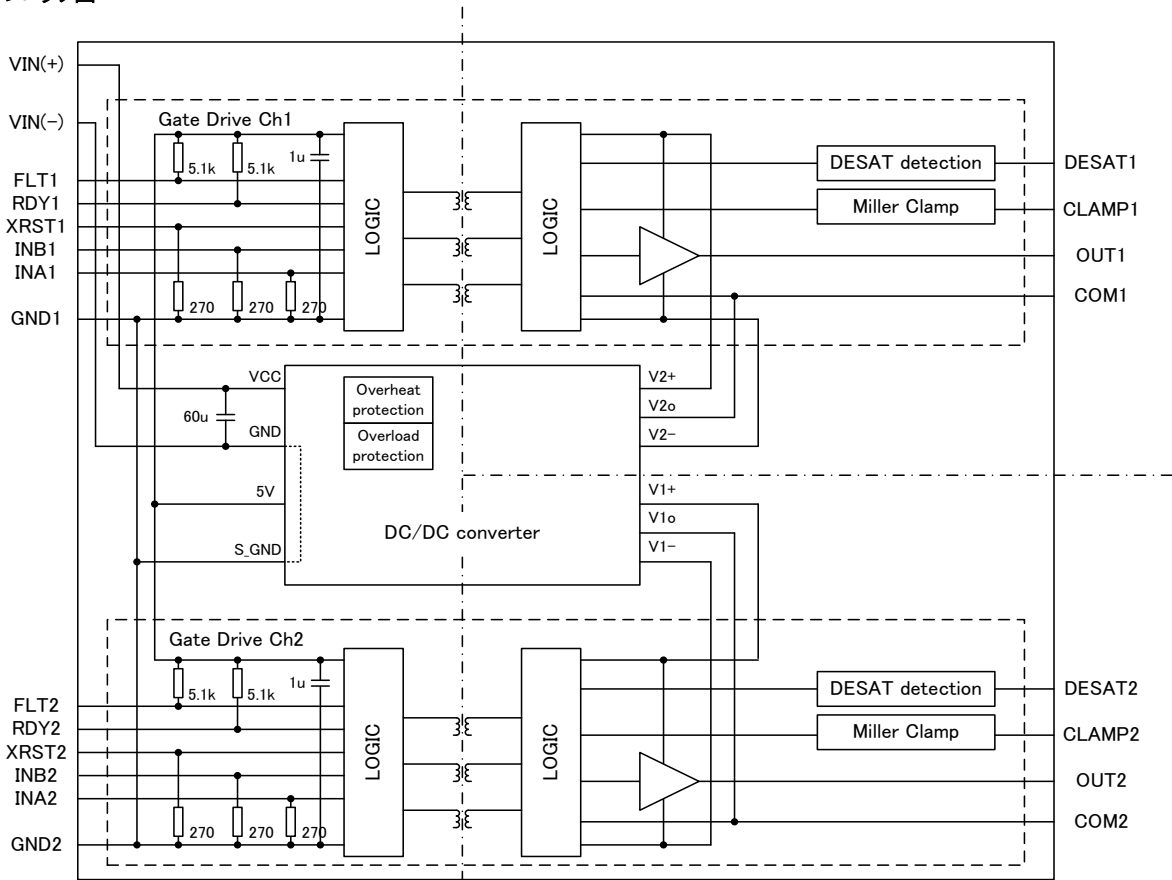 VIN(+)
VIN(-)
Gate Drive Ch1
5.1k
5.1k
1u
FLT1
RDY1
XRST1
INB1
INA1
GND1
270
270
270
LOGIC
LOGIC
DESAT detection
Miller Clamp
DESAT1
CLAMP1
OUT1
COM1
VCC
60u
GND
5V
S_GND
Overheat
protection
Overload
protection
DC/DC converter
V2+
V2o
V2-
V1+
V1o
V1-
Gate Drive Ch2
5.1k
5.1k
1u
FLT2
RDY2
XRST2
INB2
INA2
GND2
270
270
270
LOGIC
LOGIC
DESAT detection
Miller Clamp
DESAT2
CLAMP2
OUT2
COM2